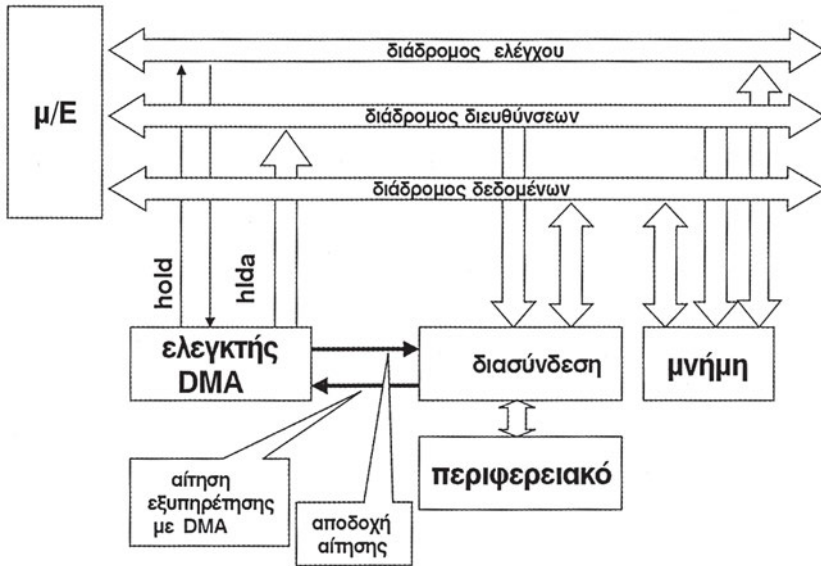 διάδρομος ελέγχου
μ/Ε
διάδρομος διευθύνσεων
διάδρομος δεδομένων
hold
hlda
ελεγκτής
DMA
διασύνδεση
μνήμη
περιφερειακό
αίτηση
εξυπηρέτησης
με DMA
αποδοχή
αίτησης